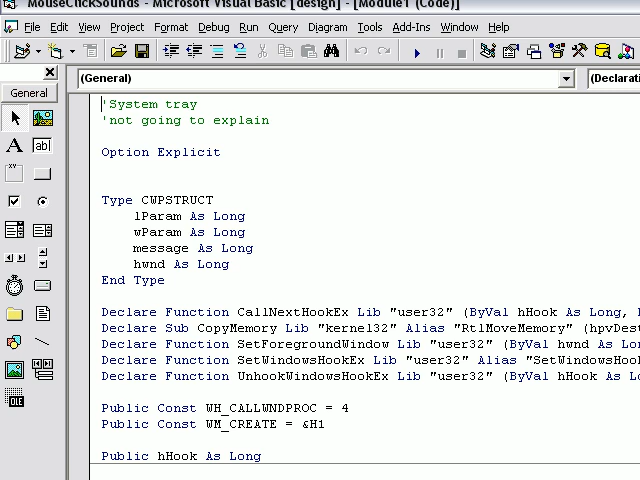 MouseClickSounds - Microsoft Visual Basic [design] - [Module1 (Code)]
File Edit View Project Format Debug Run Query Diagram Tools Add-Ins Window Help
General
(General)
(Declarati
A
ab|
xy
OLE
'System tray
'not going to explain
Option Explicit
Type CWPSTRUCT
lParam As Long
wParam As Long
message As Long
hwnd As Long
End Type
Declare Function CallNextHookEx Lib "user32" (ByVal hHook As Long,
Declare Sub CopyMemory Lib "kernel32" Alias "RtlMoveMemory" (hpvDest
Declare Function SetForegroundWindow Lib "user32" (ByVal hwnd As Lon
Declare Function SetWindowsHookEx Lib "user32" Alias "SetWindowsHook
Declare Function UnhookWindowsHookEx Lib "user32" (ByVal hHook As Lo
Public Const WH_CALLWNDPROC = 4
Public Const WM_CREATE = &H1
Public hHook As Long